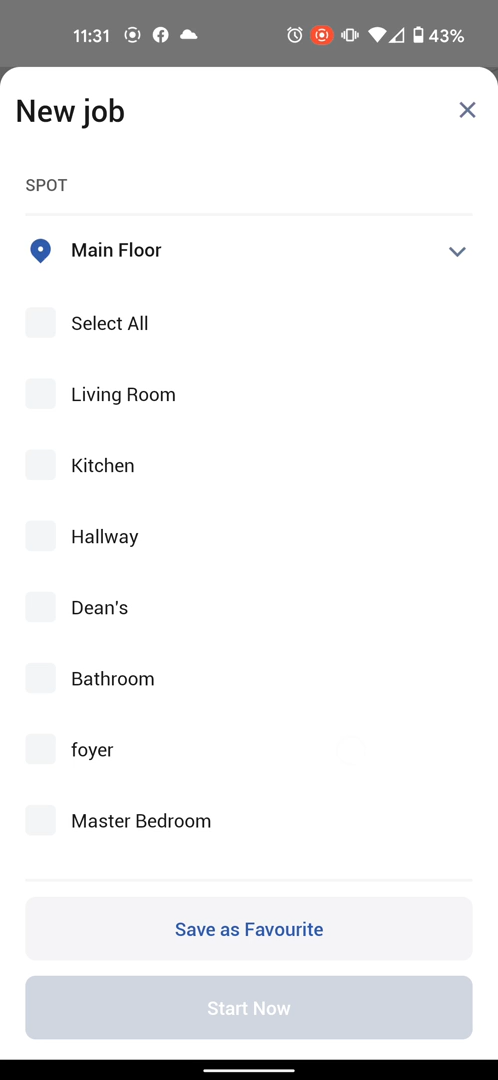 11:31
43%
New job
SPOT
Main Floor
Select All
Living Room
Kitchen
Hallway
Dean's
Bathroom
foyer
Master Bedroom
Save as Favourite
Start Now